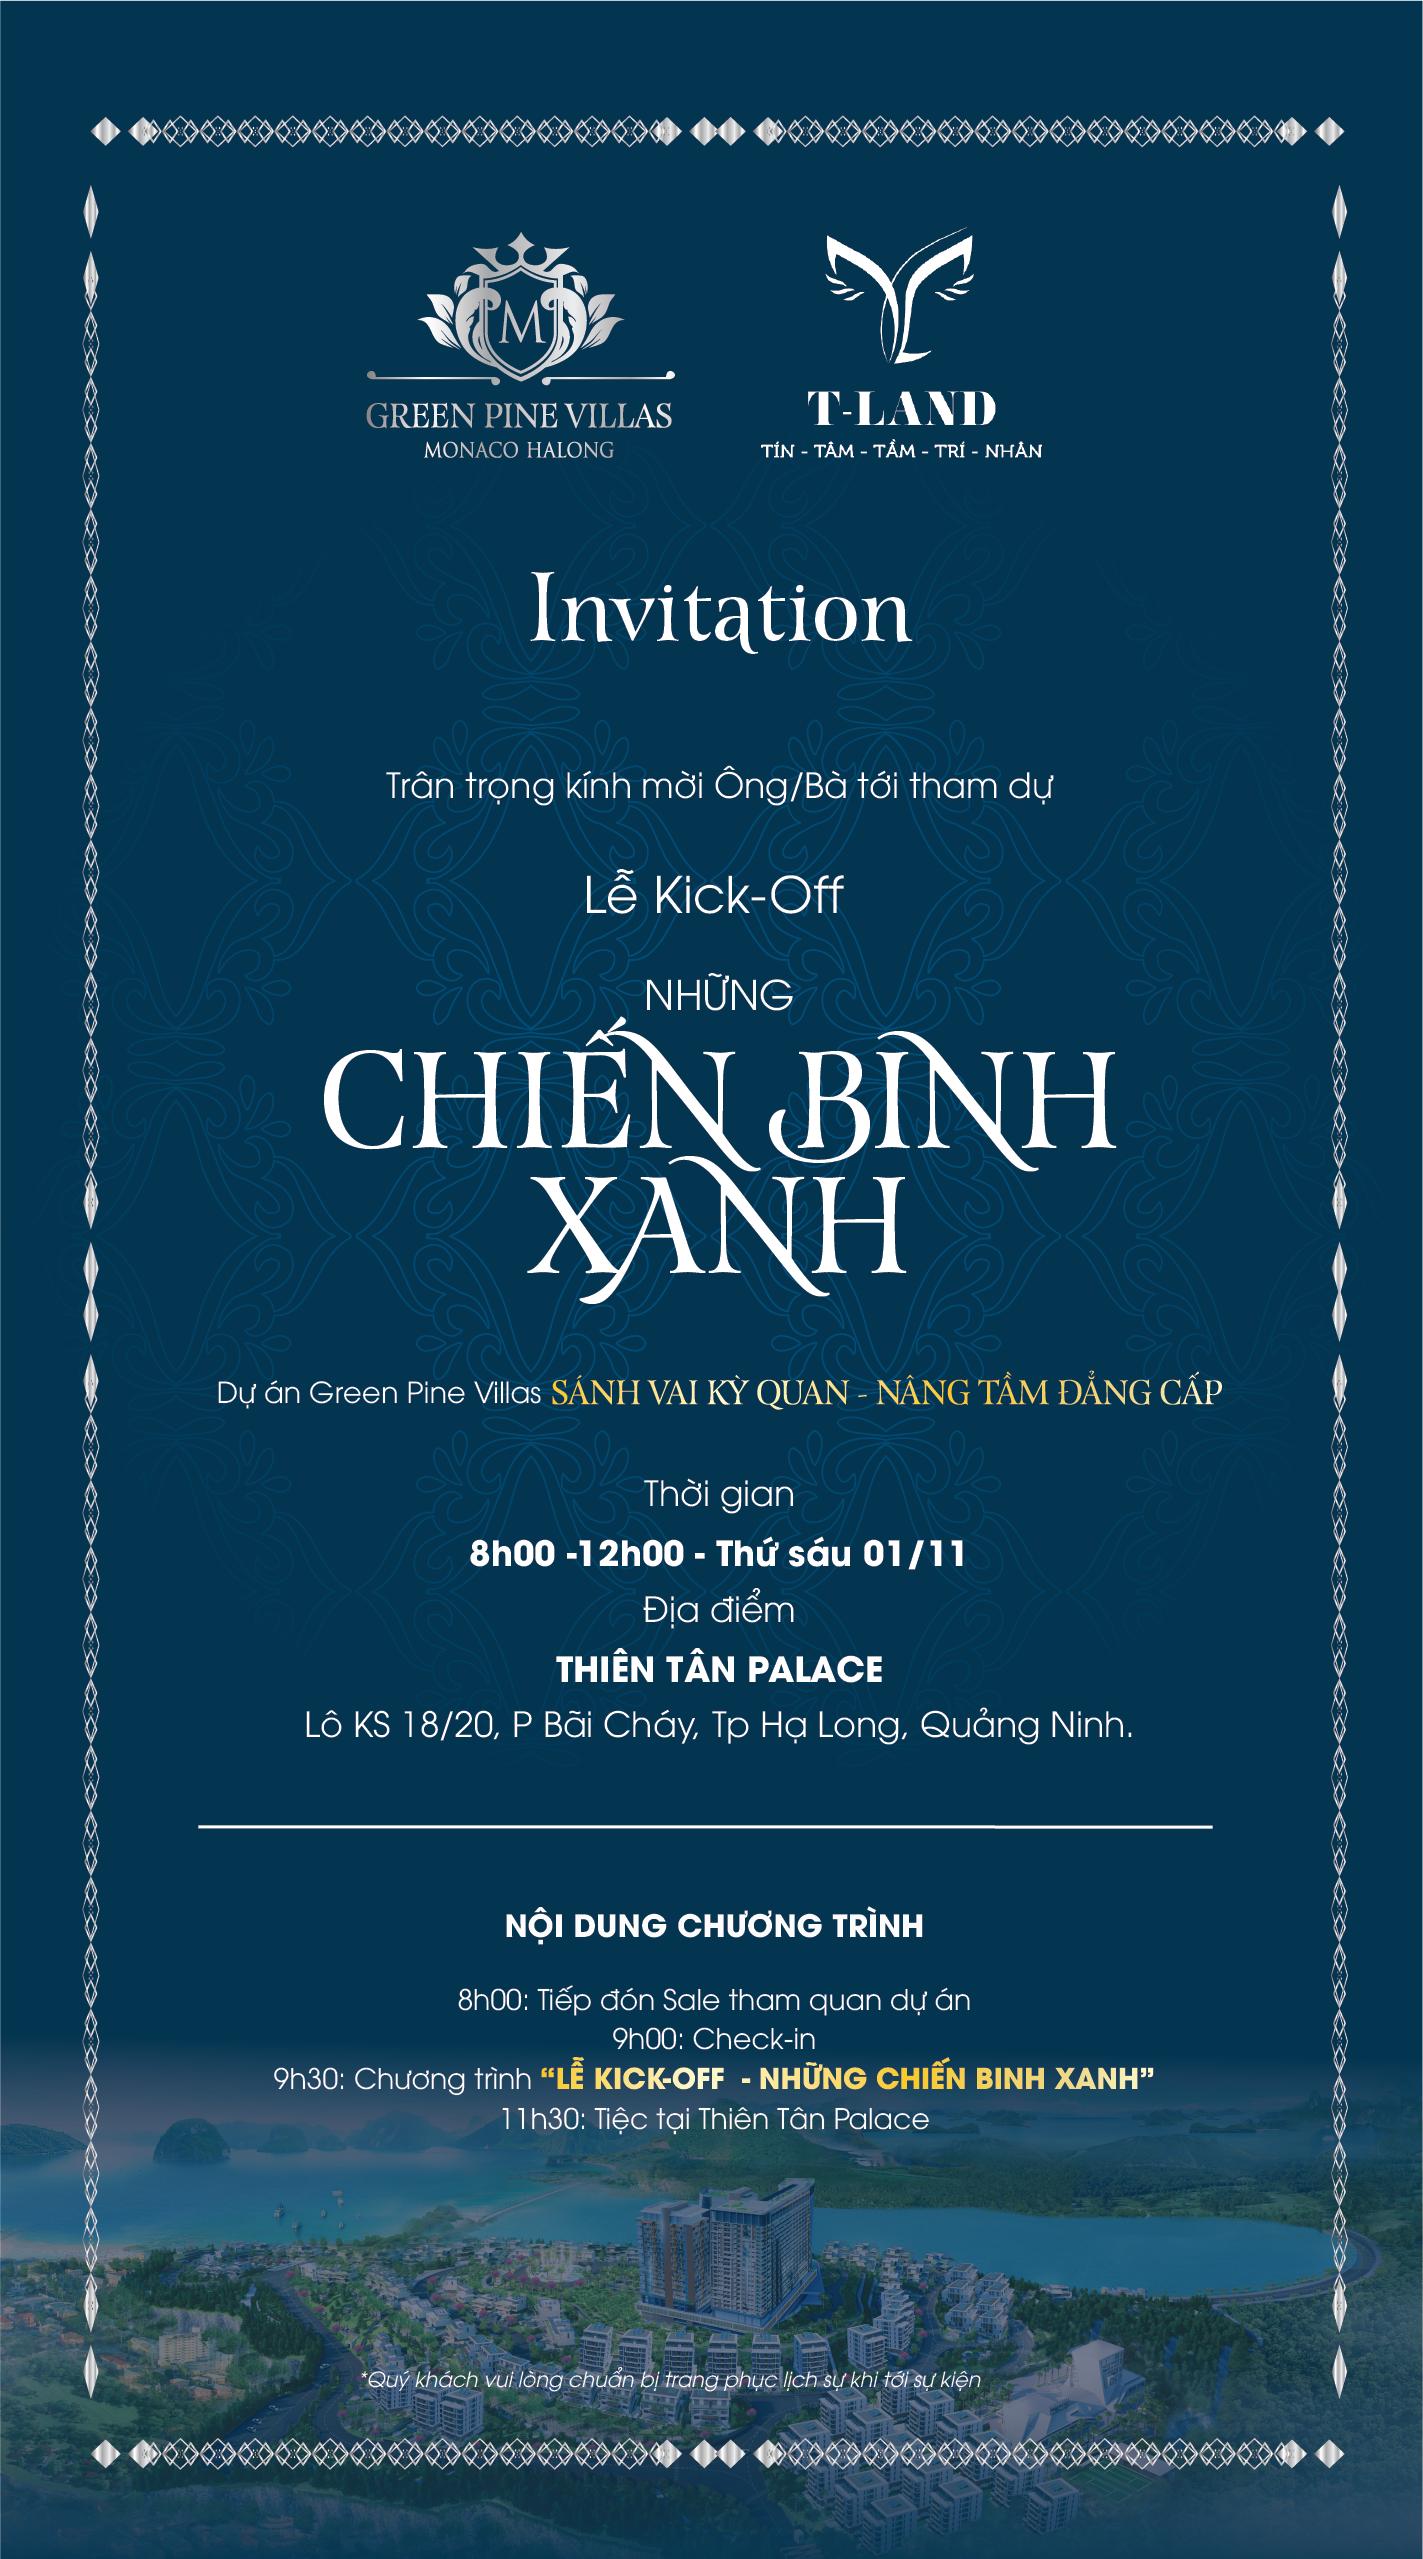 M
GREEN PINE VILLAS
MONACO HALONG
T-LAND
TÍN - TÂM - TẦM - TRÍ - NHÂN
Invitation
Trân trọng kính mời Ông/Bà tới tham dự
Lễ Kick-Off
NHỮNG
CHIẾN BINH
XANH
Dự án Green Pine Villas SÁNH VAI KỲ QUAN - NÂNG TẦM ĐẲNG CẤP
Thời gian
8h00 -12h00 - Thứ sáu 01/11
Địa điểm
THIÊN TÂN PALACE
Lô KS 18/20, P Bãi Cháy, Tp Hạ Long, Quảng Ninh.
NỘI DUNG CHƯƠNG TRÌNH
8h00: Tiếp đón Sale tham quan dự án
9h00: Check-in
9h30: Chương trình “LỄ KICK-OFF - NHỮNG CHIẾN BINH XANH”
11h30: Tiệc tại Thiên Tân Palace
*Quý khách vui lòng chuẩn bị trang phục lịch sự khi tới sự kiện